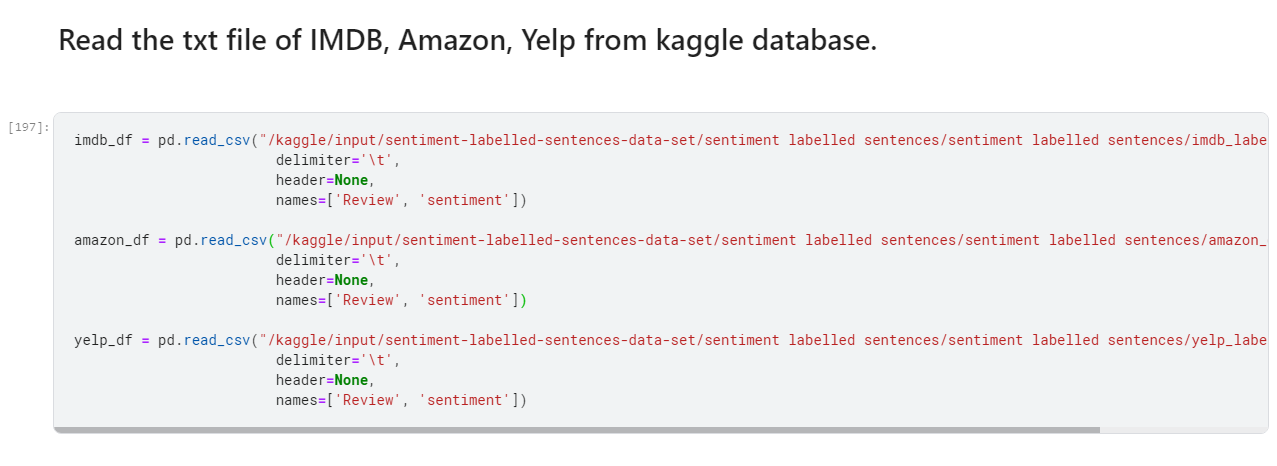 Read the txt file of IMDB, Amazon, Yelp from kaggle database.
[197]:
imdb_df = pd.read_csv("/kaggle/input/sentiment-labelled-sentences-data-set/sentiment labelled sentences/sentiment labelled sentences/imdb_labe
delimiter='\t',
header=None,
names=['Review', 'sentiment'])
amazon_df = pd.read_csv("/kaggle/input/sentiment-labelled-sentences-data-set/sentiment labelled sentences/sentiment labelled sentences/amazon_
delimiter='\t',
header=None,
names=['Review', 'sentiment'])
yelp_df = pd.read_csv("/kaggle/input/sentiment-labelled-sentences-data-set/sentiment labelled sentences/sentiment labelled sentences/yelp_labe
delimiter='\t',
header=None,
names=['Review', 'sentiment'])